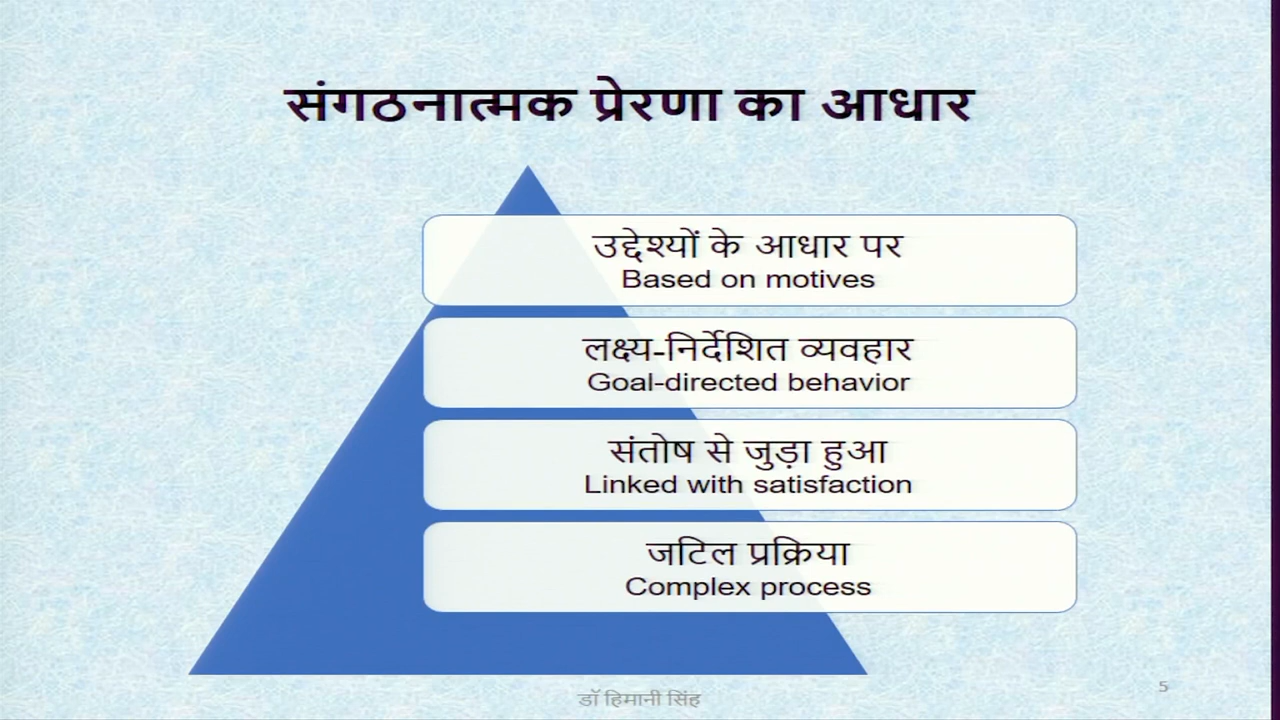 संगठनात्मक प्रेरणा का आधार
उद्देश्यों के आधार पर
Based on motives
लक्ष्य-निर्देशित व्यवहार
Goal-directed behavior
संतोष से जुड़ा हुआ
Linked with satisfaction
जटिल प्रक्रिया
Complex process
डॉ हिमानी सिंह
5